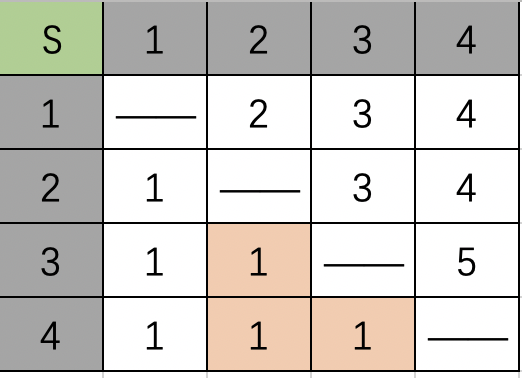 S 1 2 3 4
1 — 2 3 4
2 1 — 3 4
3 1 1 — 5
4 1 1 1 —